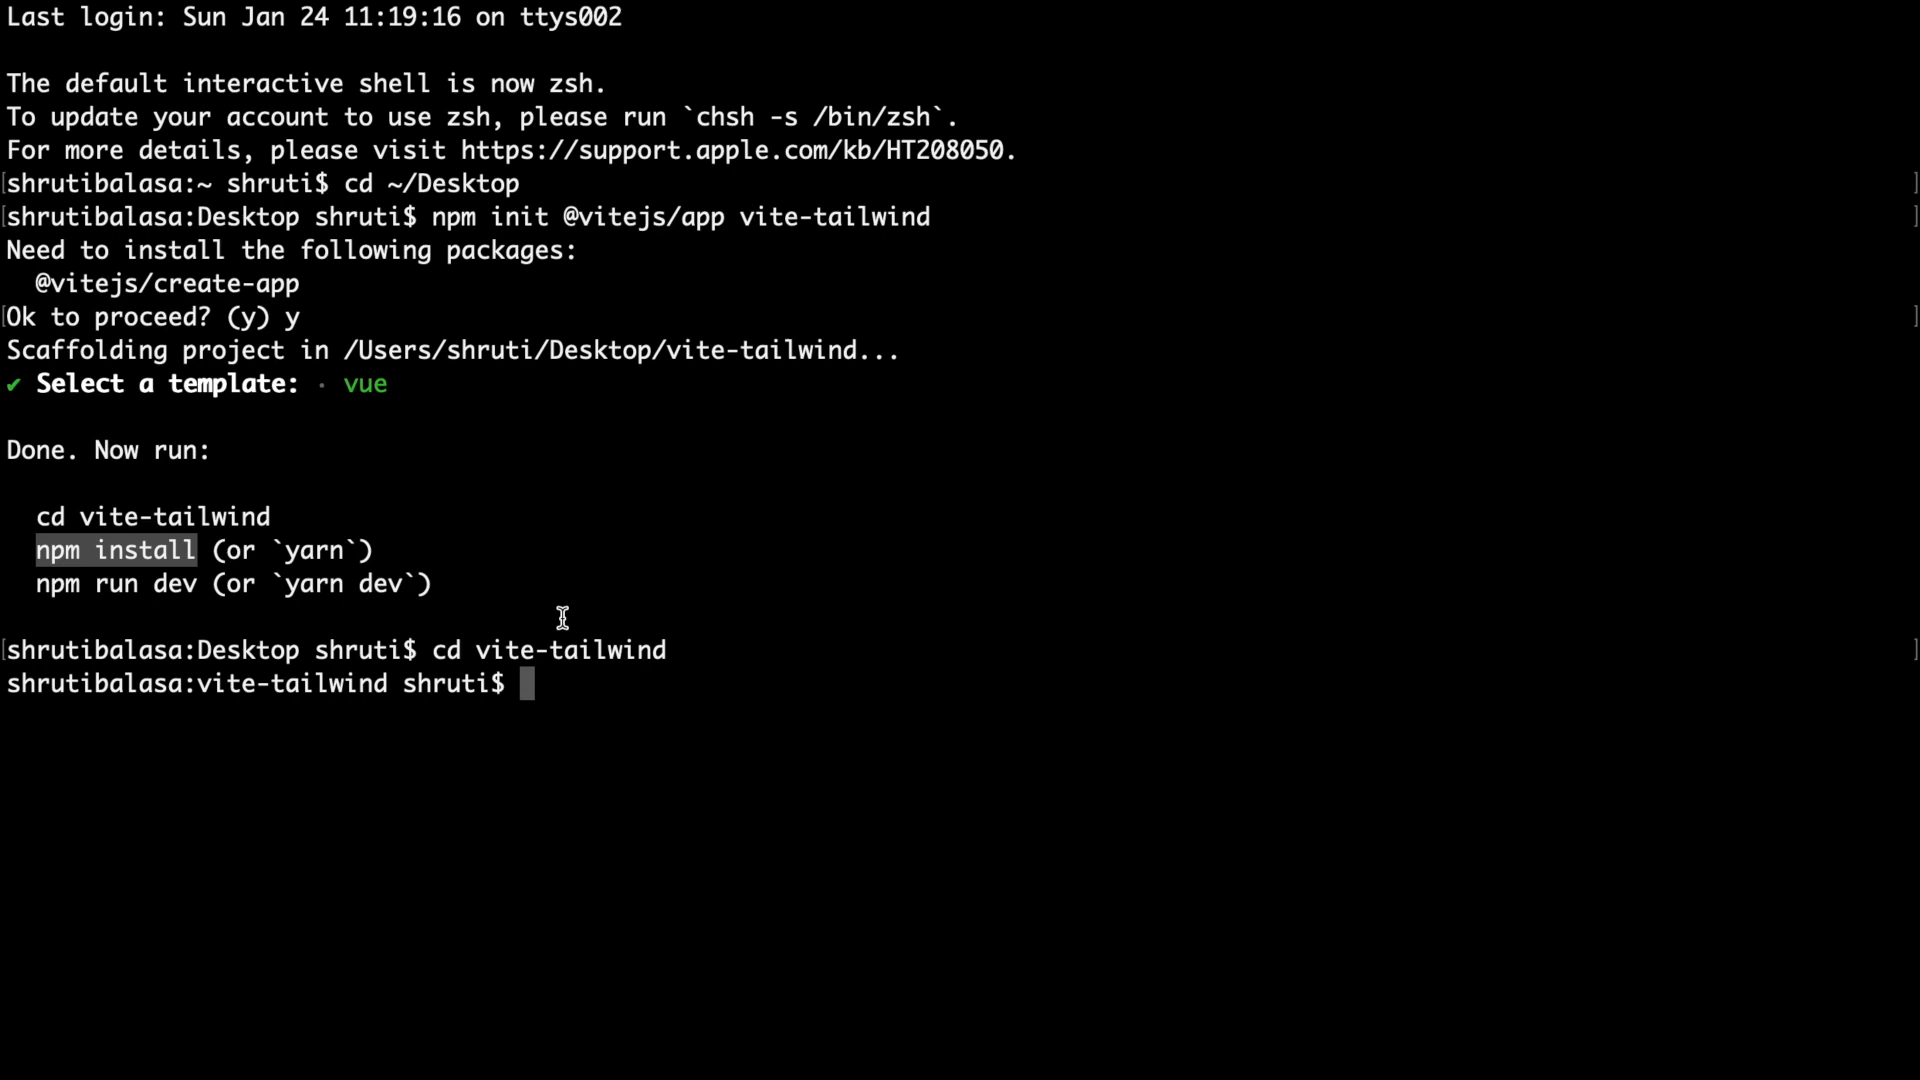 Last login: Sun Jan 24 11:19:16 on ttys002
The default interactive shell is now zsh.
To update your account to use zsh, please run `chsh -s /bin/zsh`.
For more details, please visit https://support.apple.com/kb/HT208050.
[shrutibalasa:~ shruti$ cd ~/Desktop ]
[shrutibalasa:Desktop shruti$ npm init @vitejs/app vite-tailwind ]
Need to install the following packages:
  @vitejs/create-app
[Ok to proceed? (y) y ]
Scaffolding project in /Users/shruti/Desktop/vite-tailwind...
✔ Select a template: · vue
Done. Now run:
  cd vite-tailwind
  npm install (or `yarn`)
  npm run dev (or `yarn dev`)
[shrutibalasa:Desktop shruti$ cd vite-tailwind ]
shrutibalasa:vite-tailwind shruti$